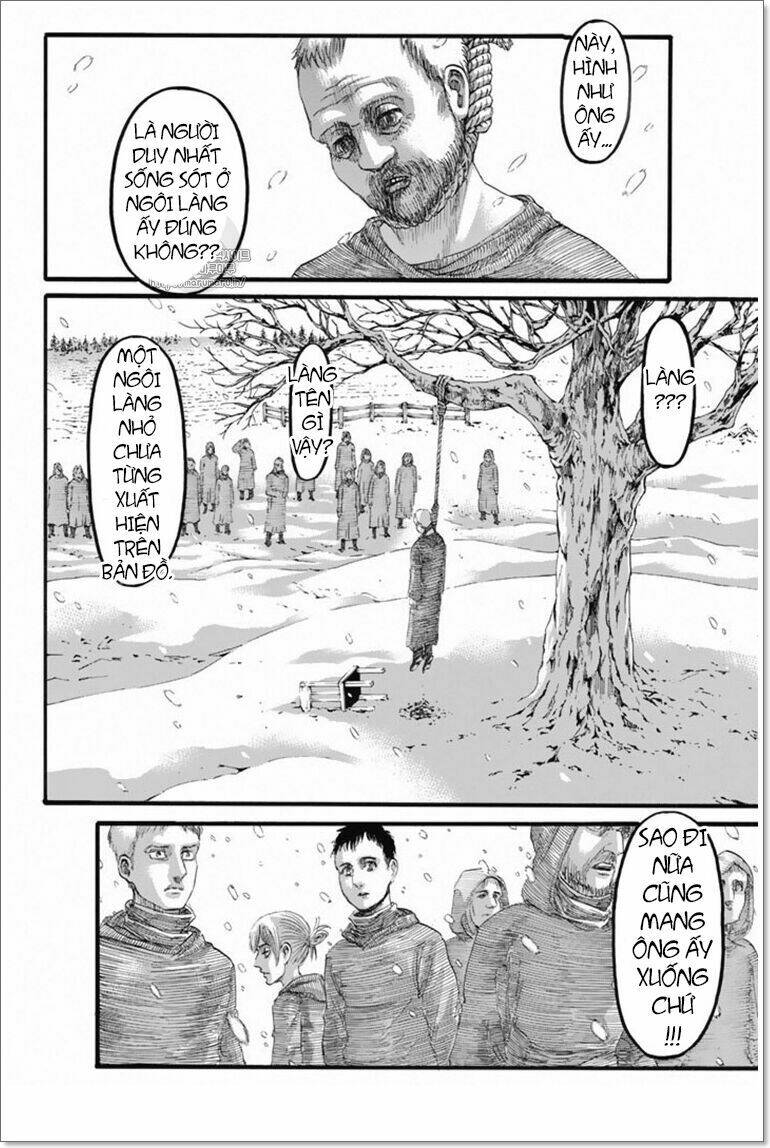 NÀY,
HÌNH
NHƯ
ÔNG
ẤY...
LÀ NGƯỜI
DUY NHẤT
SỐNG SÓT Ở
NGÔI LÀNG
ẤY ĐÚNG
KHÔNG??
LÀNG
???
LÀNG
TÊN
GÌ
VẬY?
MỘT
NGÔI
LÀNG
NHỎ
CHƯA
TỪNG
XUẤT
HIỆN
TRÊN
BẢN ĐỒ.
SAO ĐI
NỮA
CŨNG
MANG
ÔNG ẤY
XUỐNG
CHỨ
!!!